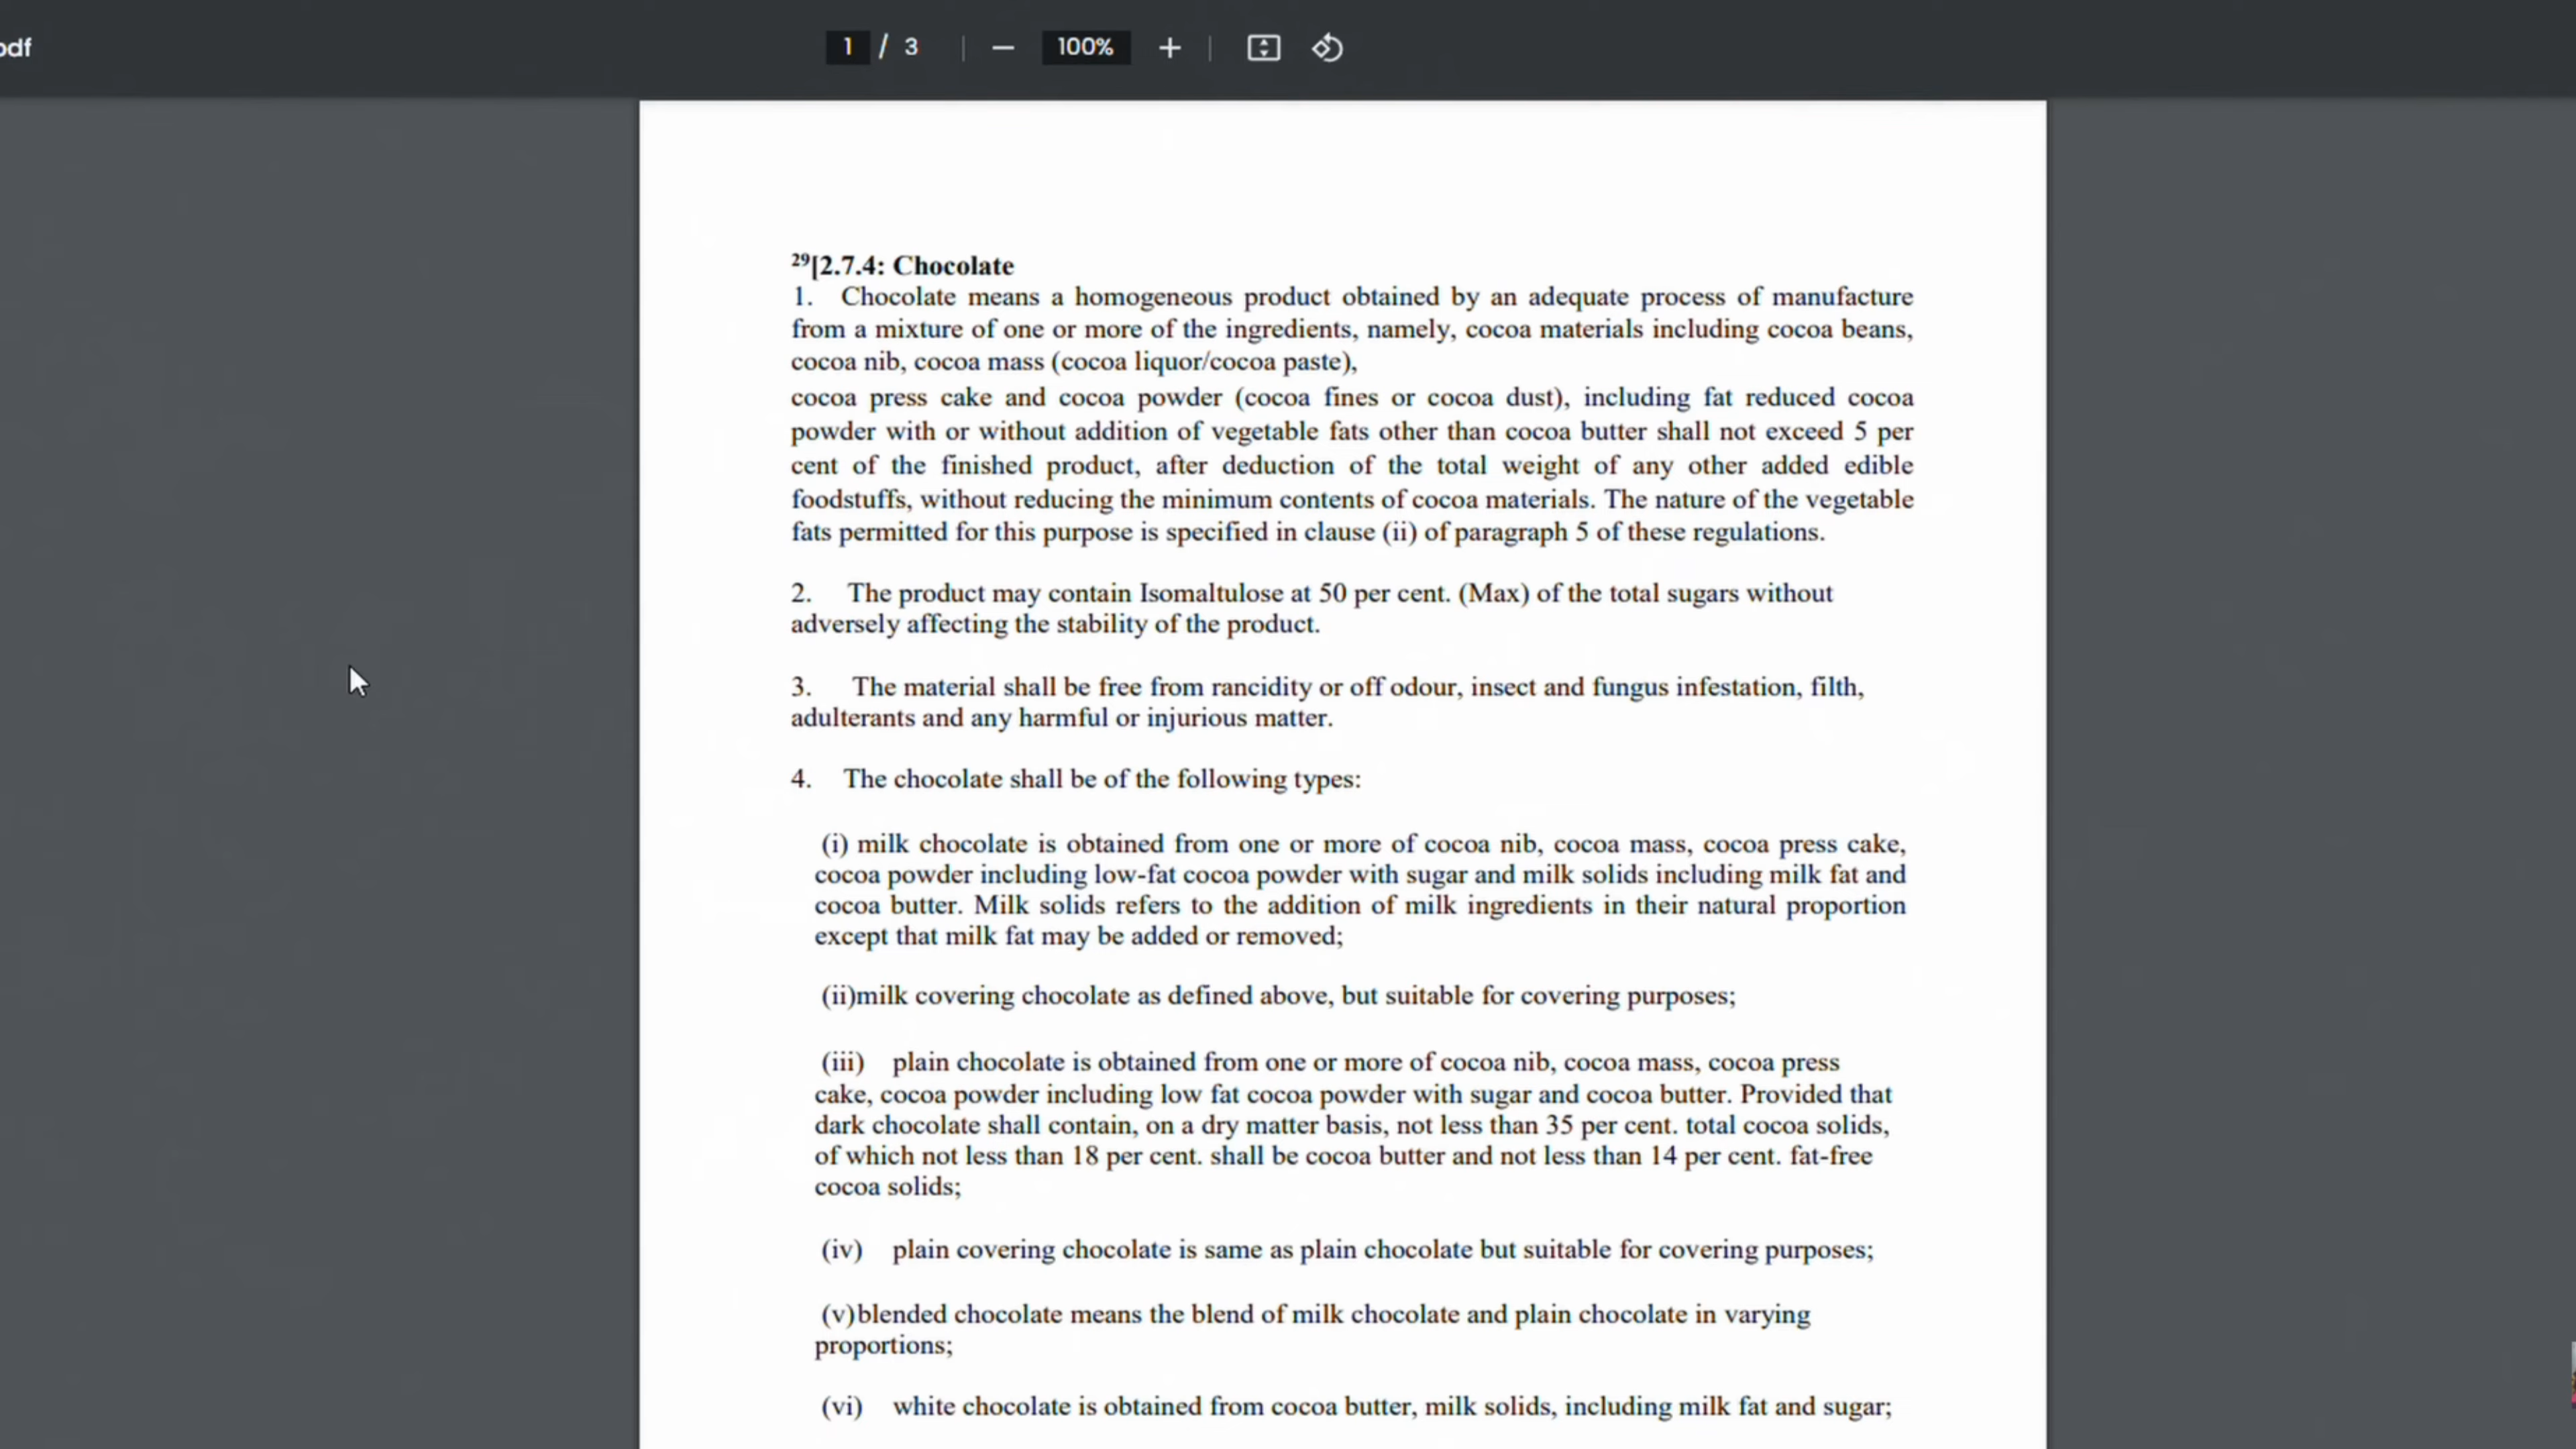 pdf
1 / 3
100%
29[2.7.4: Chocolate
1. Chocolate means a homogeneous product obtained by an adequate process of manufacture
from a mixture of one or more of the ingredients, namely, cocoa materials including cocoa beans,
cocoa nib, cocoa mass (cocoa liquor/cocoa paste),
cocoa press cake and cocoa powder (cocoa fines or cocoa dust), including fat reduced cocoa
powder with or without addition of vegetable fats other than cocoa butter shall not exceed 5 per
cent of the finished product, after deduction of the total weight of any other added edible
foodstuffs, without reducing the minimum contents of cocoa materials. The nature of the vegetable
fats permitted for this purpose is specified in clause (ii) of paragraph 5 of these regulations.
2. The product may contain Isomaltulose at 50 per cent. (Max) of the total sugars without
adversely affecting the stability of the product.
3. The material shall be free from rancidity or off odour, insect and fungus infestation, filth,
adulterants and any harmful or injurious matter.
4. The chocolate shall be of the following types:
(i) milk chocolate is obtained from one or more of cocoa nib, cocoa mass, cocoa press cake,
cocoa powder including low-fat cocoa powder with sugar and milk solids including milk fat and
cocoa butter. Milk solids refers to the addition of milk ingredients in their natural proportion
except that milk fat may be added or removed;
(ii)milk covering chocolate as defined above, but suitable for covering purposes;
(iii) plain chocolate is obtained from one or more of cocoa nib, cocoa mass, cocoa press
cake, cocoa powder including low fat cocoa powder with sugar and cocoa butter. Provided that
dark chocolate shall contain, on a dry matter basis, not less than 35 per cent. total cocoa solids,
of which not less than 18 per cent. shall be cocoa butter and not less than 14 per cent. fat-free
cocoa solids;
(iv) plain covering chocolate is same as plain chocolate but suitable for covering purposes;
(v)blended chocolate means the blend of milk chocolate and plain chocolate in varying
proportions;
(vi) white chocolate is obtained from cocoa butter, milk solids, including milk fat and sugar;